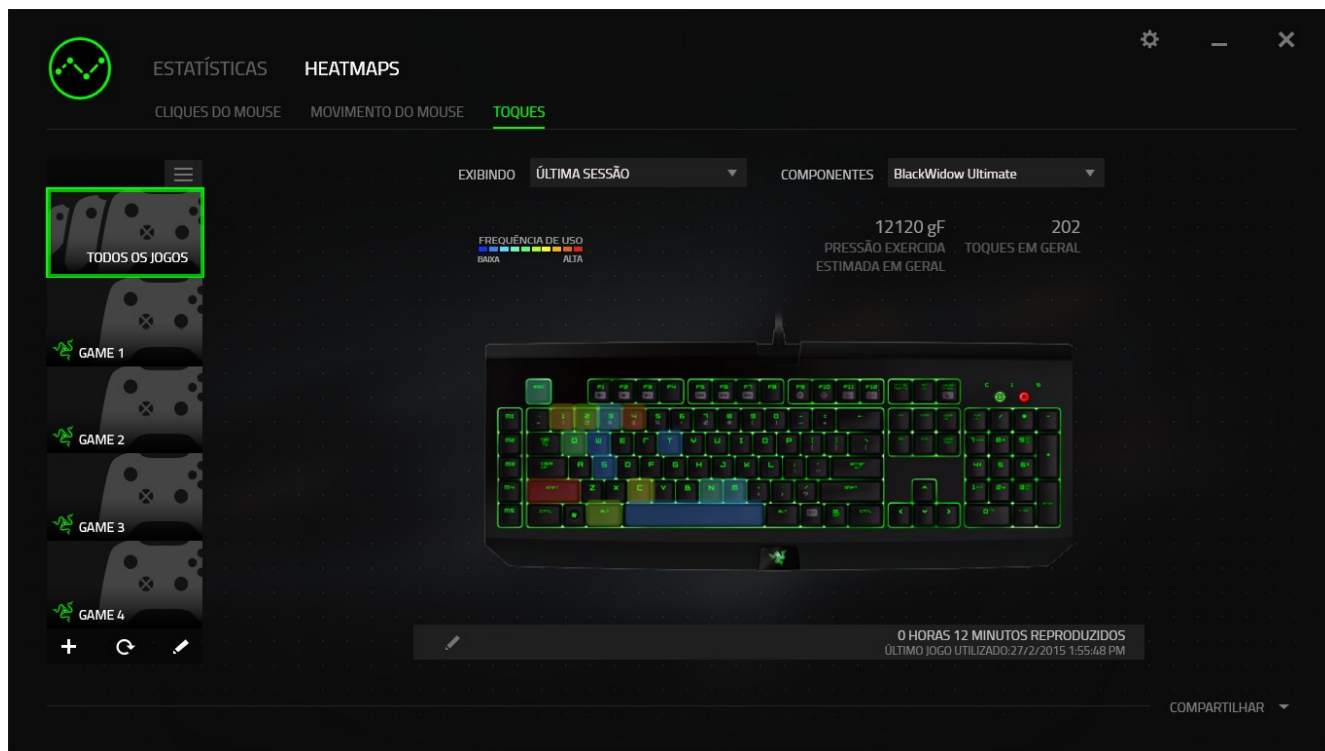 ESTATÍSTICAS HEATMAPS
CLIQUES DO MOUSE MOVIMENTO DO MOUSE TOQUES
EXIBINDO ÚLTIMA SESSÃO COMPONENTES BlackWidow Ultimate
FREQUÊNCIA DE USO
BAIXA ALTA
12120 gF 202
PRESSÃO EXERCIDA TOQUES EM GERAL
ESTIMADA EM GERAL
TODOS OS JOGOS
GAME 1
GAME 2
GAME 3
GAME 4
0 HORAS 12 MINUTOS REPRODUZIDOS
ÚLTIMO JOGO UTILIZADO:27/2/2015 1:55:48 PM
COMPARTILHAR